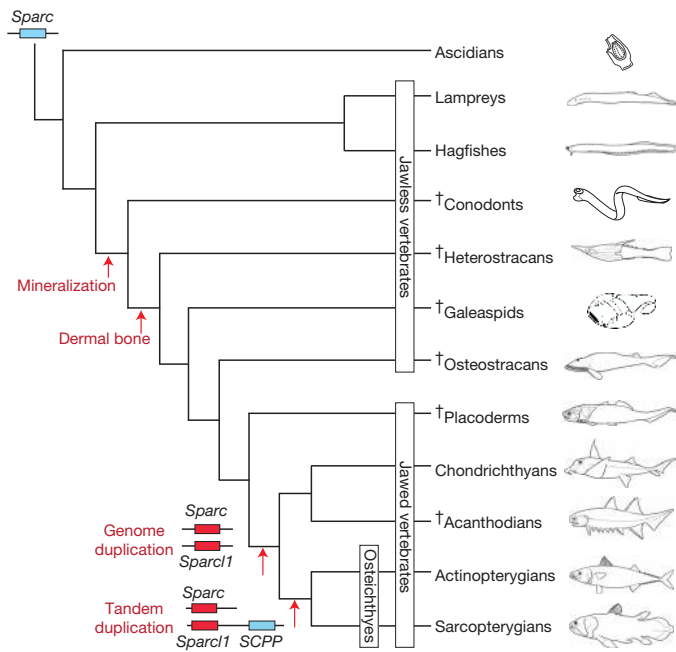 Sparc
Ascidians
Lampreys
Hagfishes
†Conodonts
†Heterostracans
†Galeaspids
†Osteostracans
†Placoderms
Chondrichthyans
†Acanthodians
Actinopterygians
Sarcopterygians
Jawless vertebrates
Jawed vertebrates
Osteichthyes
Mineralization
Dermal bone
Genome
duplication
Sparc
Sparcl1
Tandem
duplication
Sparc
Sparcl1 SCPP